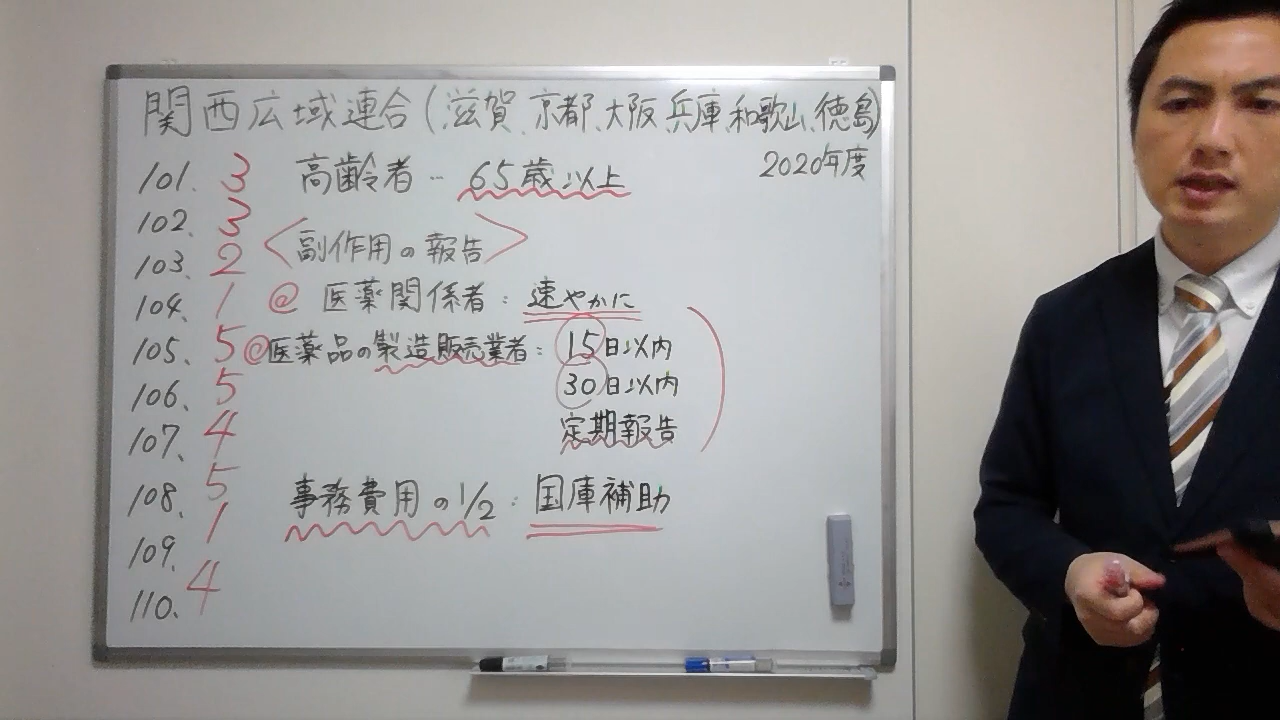 関西広域連合(滋賀、京都、大阪、兵庫、和歌山、徳島)
2020年度
101. 3 高齢者… 65歳以上
102. 3
<副作用の報告>
103. 2
104. 1 @ 医薬関係者：速やかに
105. 5 @医薬品の製造販売業者：15日以内
106. 5 30日以内
107. 4 定期報告
108. 5 事務費用の1/2：国庫補助
109. 1
110. 4